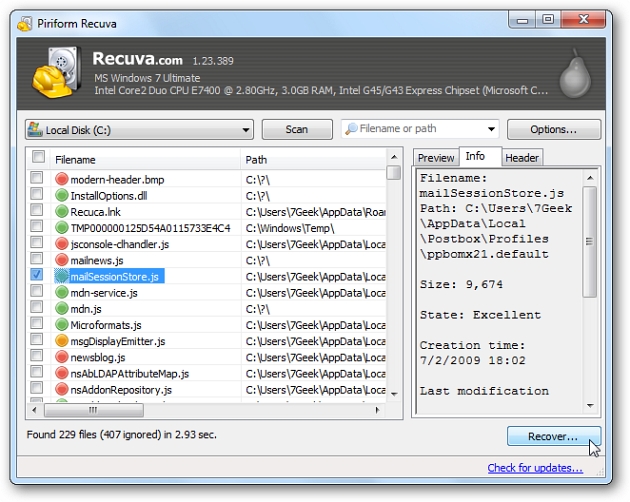 Piriform Recuva
Recuva.com 1.23.389
MS Windows 7 Ultimate
Intel Core2 Duo CPU E7400 @ 2.80GHz, 3.0GB RAM, Intel G45/G43 Express Chipset (Microsoft C...
Local Disk (C:) Scan Filename or path Options...
Filename Path
modern-header.bmp C:\?\
InstallOptions.dll C:\?\
Recuca.lnk C:\Users\7Geek\AppData\Roar
TMP000000125D54A0115733E4C4 C:\Windows\Temp\
jsconsole-clhandler.js C:\Users\7Geek\AppData\Loca
mailnews.js C:\?\
mailSessionStore.js C:\Users\7Geek\AppData\Loca
mdn-service.js C:\Users\7Geek\AppData\Loca
mdn.js C:\?\
Microformats.js C:\Users\7Geek\AppData\Loca
msgDisplayEmitter.js C:\Users\7Geek\AppData\Loca
newsblog.js C:\Users\7Geek\AppData\Loca
nsAbLDAPAttributeMap.js C:\Users\7Geek\AppData\Loca
nsAddonRepository.js C:\Users\7Geek\AppData\Loca
Preview Info Header
Filename:
mailSessionStore.js
Path: C:\Users\7Geek
\AppData\Local
\Postbox\Profiles
\ppbomx21.default
Size: 9,674
State: Excellent
Creation time:
7/2/2009 18:02
Last modification
Found 229 files (407 ignored) in 2.93 sec.
Recover...
Check for updates...